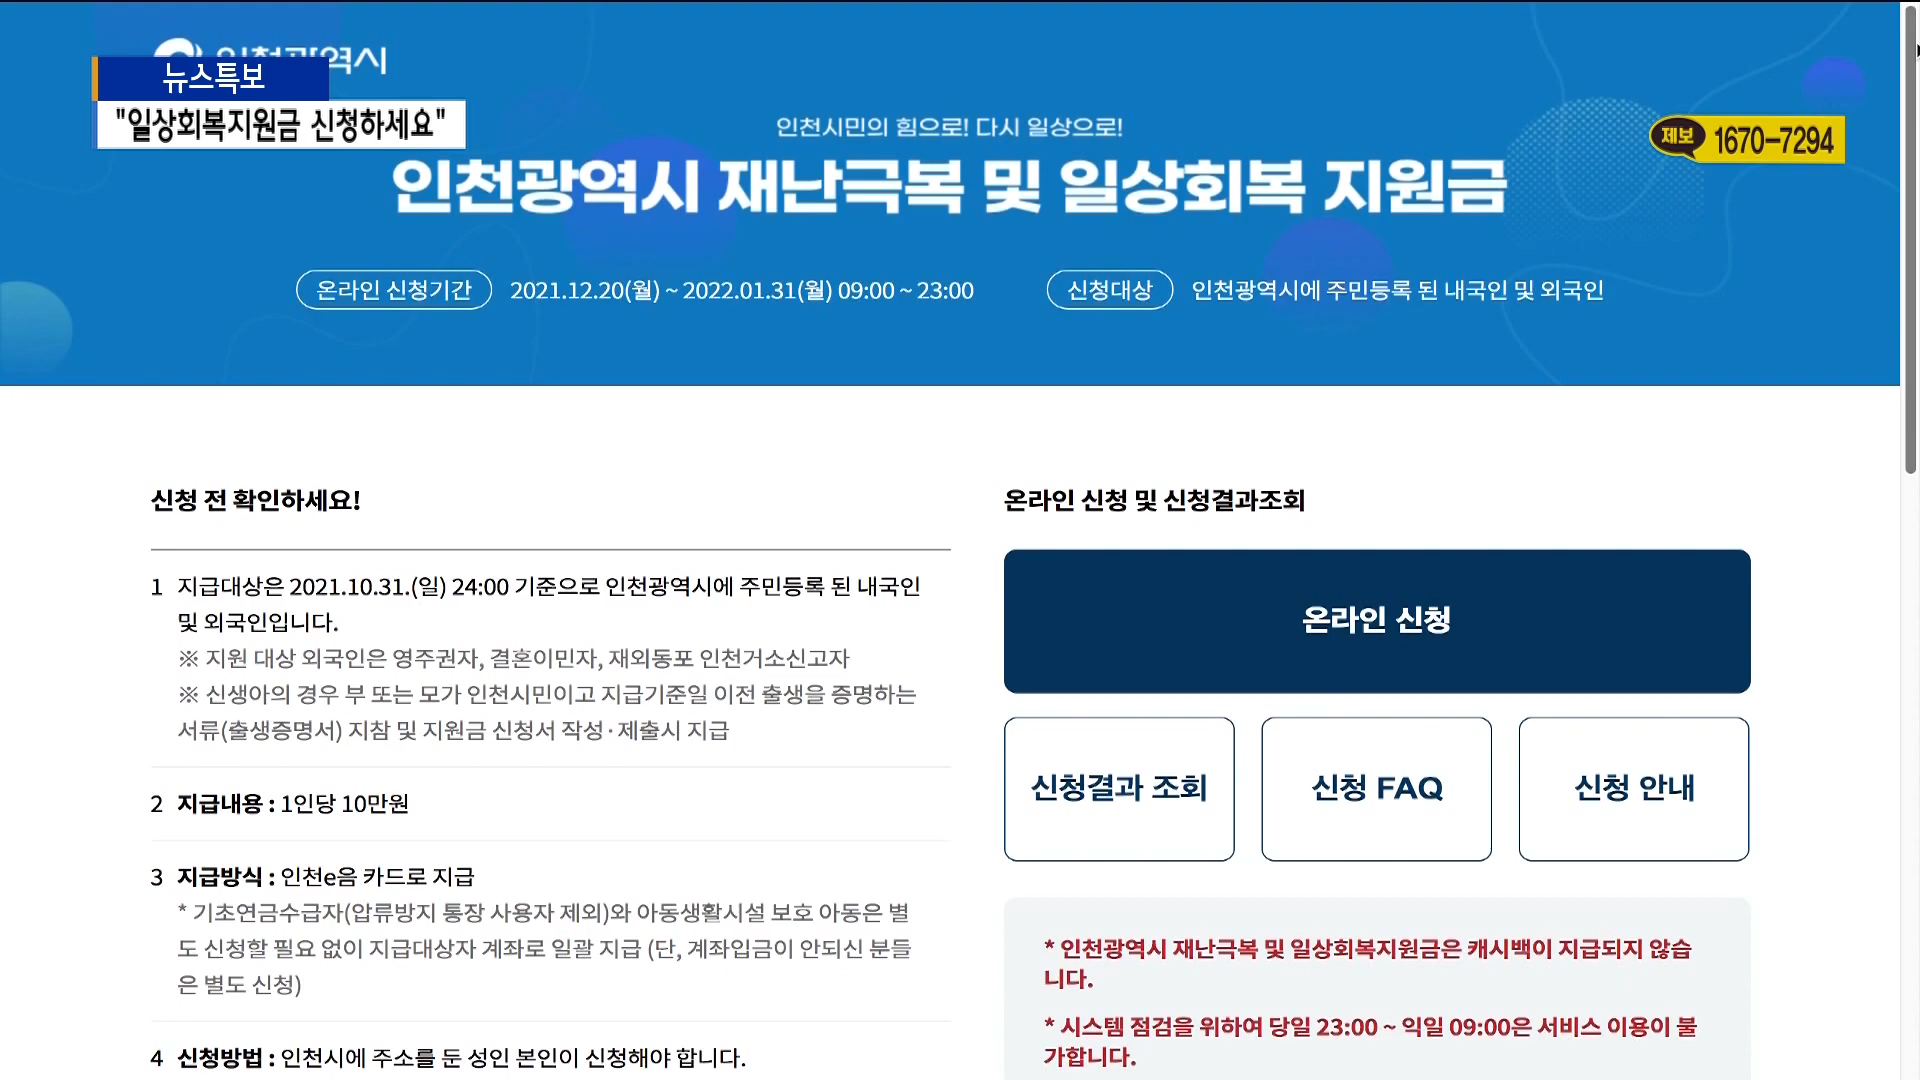 인천광역시
뉴스특보
"일상회복지원금 신청하세요"
제보 1670-7294
인천시민의 힘으로! 다시 일상으로!
인천광역시 재난극복 및 일상회복 지원금
온라인 신청기간 2021.12.20(월) ~ 2022.01.31(월) 09:00 ~ 23:00
신청대상 인천광역시에 주민등록 된 내국인 및 외국인
신청 전 확인하세요!
1 지급대상은 2021.10.31.(일) 24:00 기준으로 인천광역시에 주민등록 된 내국인
및 외국인입니다.
※ 지원 대상 외국인은 영주권자, 결혼이민자, 재외동포 인천거소신고자
※ 신생아의 경우 부 또는 모가 인천시민이고 지급기준일 이전 출생을 증명하는
서류(출생증명서) 지참 및 지원금 신청서 작성·제출시 지급
2 지급내용 : 1인당 10만원
3 지급방식 : 인천e음 카드로 지급
* 기초연금수급자(압류방지 통장 사용자 제외)와 아동생활시설 보호 아동은 별
도 신청할 필요 없이 지급대상자 계좌로 일괄 지급 (단, 계좌입금이 안되신 분들
은 별도 신청)
4 신청방법 : 인천시에 주소를 둔 성인 본인이 신청해야 합니다.
온라인 신청 및 신청결과조회
온라인 신청
신청결과 조회
신청 FAQ
신청 안내
* 인천광역시 재난극복 및 일상회복지원금은 캐시백이 지급되지 않습
니다.
* 시스템 점검을 위하여 당일 23:00 ~ 익일 09:00은 서비스 이용이 불
가합니다.